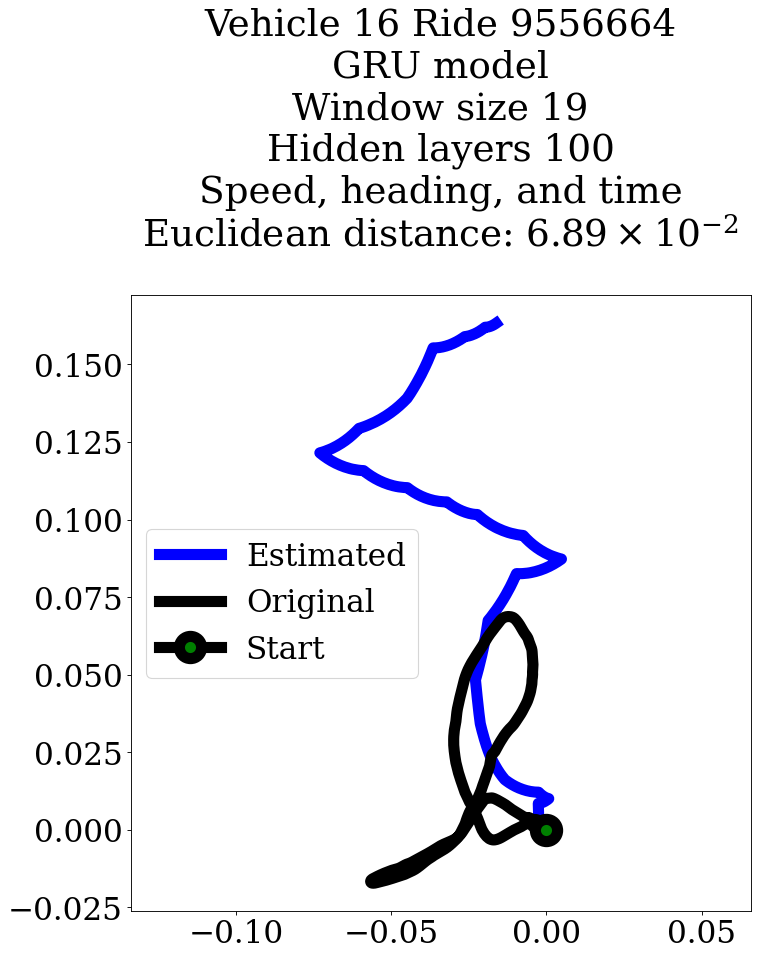 Vehicle 16 Ride 9556664
GRU model
Window size 19
Hidden layers 100
Speed, heading, and time
Euclidean distance: 6.89 × 10⁻²
0.150
0.125
0.100
0.075
0.050
0.025
0.000
−0.025
Estimated
Original
Start
−0.10
−0.05
0.00
0.05